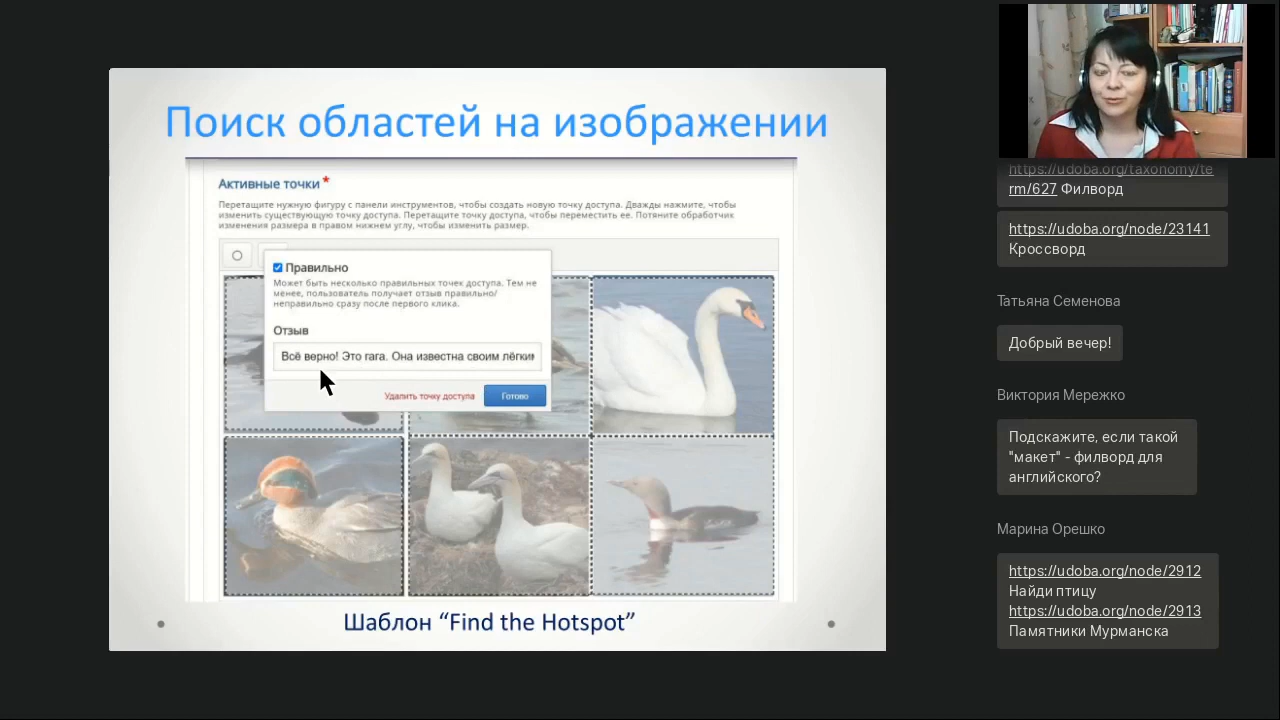 Поиск областей на изображении
Активные точки *
Перетащите нужную фигуру с панели инструментов, чтобы создать новую точку доступа. Дважды нажмите, чтобы
изменить существующую точку доступа. Перетащите точку доступа, чтобы переместить ее. Потяните обработчик
изменения размера в правом нижнем углу, чтобы изменить размер.
Правильно
Может быть несколько правильных точек доступа. Тем не
менее, пользователь получает отзыв правильно/
неправильно сразу после первого клика.
Отзыв
Всё верно! Это гага. Она известна своим лёгким
Удалить точку доступа
Готово
Шаблон “Find the Hotspot”
https://udoba.org/taxonomy/te
rm/627 Филворд
https://udoba.org/node/23141
Кроссворд
Татьяна Семенова
Добрый вечер!
Виктория Мережко
Подскажите, если такой
"макет" - филворд для
английского?
Марина Орешко
https://udoba.org/node/2912
Найди птицу
https://udoba.org/node/2913
Памятники Мурманска